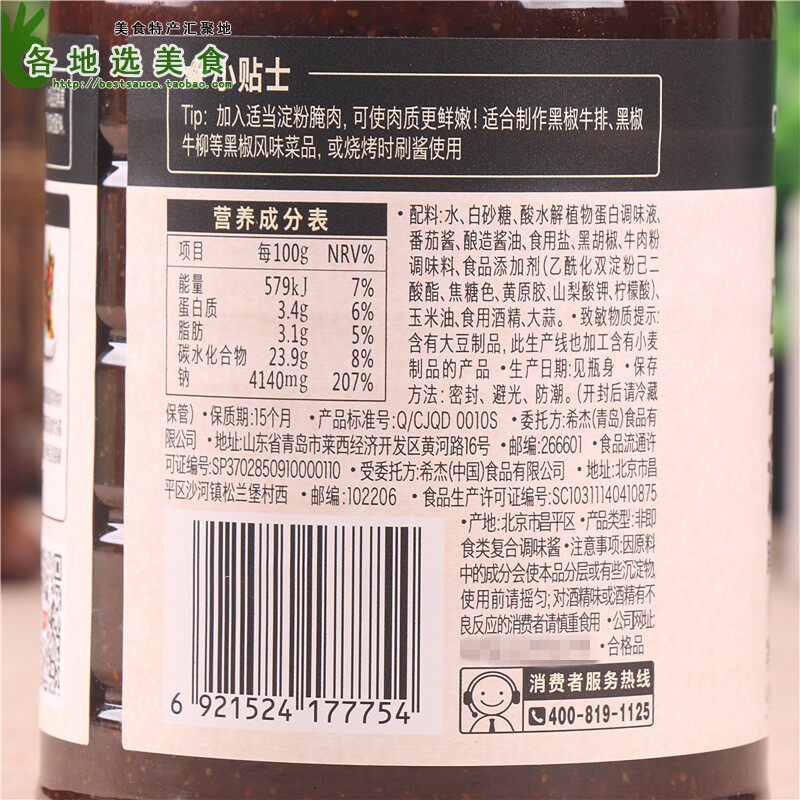 美食特产汇聚地
各地选美食
http://bestsauce.taobao.com
小贴士
Tip: 加入适当淀粉腌肉, 可使肉质更鲜嫩! 适合制作黑椒牛排、黑椒
牛柳等黑椒风味菜品, 或烧烤时刷酱使用
营养成分表
项目 每100g NRV%
能量 579kJ 7%
蛋白质 3.4g 6%
脂肪 3.1g 5%
碳水化合物 23.9g 8%
钠 4140mg 207%
•配料:水、白砂糖、酸水解植物蛋白调味液、
番茄酱、酿造酱油、食用盐、黑胡椒、牛肉粉
调味料、食品添加剂(乙酰化双淀粉己二
酸酯、焦糖色、黄原胶、山梨酸钾、柠檬酸)、
玉米油、食用酒精、大蒜。•致敏物质提示:
含有大豆制品, 此生产线也加工含有小麦
制品的产品 •生产日期:见瓶身 •保存
方法: 密封、避光、防潮。(开封后请冷藏
保管) •保质期:15个月 •产品标准号:Q/CJQD 0010S •委托方:希杰(青岛)食品有
限公司 •地址:山东省青岛市莱西经济开发区黄河路16号 •邮编:266601 •食品流通许
可证编号:SP3702850910000110 •受委托方:希杰(中国)食品有限公司 •地址:北京市昌
平区沙河镇松兰堡村西 •邮编:102206 •食品生产许可证编号:SC10311140410875
•产地:北京市昌平区 •产品类型:非即
食类复合调味酱 •注意事项:因原料
中的成分会使本品分层或有些沉淀物,
使用前请摇匀; 对酒精味或酒精有不
良反应的消费者请慎重食用 •公司网址
•合格品
6 921524 177754
消费者服务热线
400-819-1125